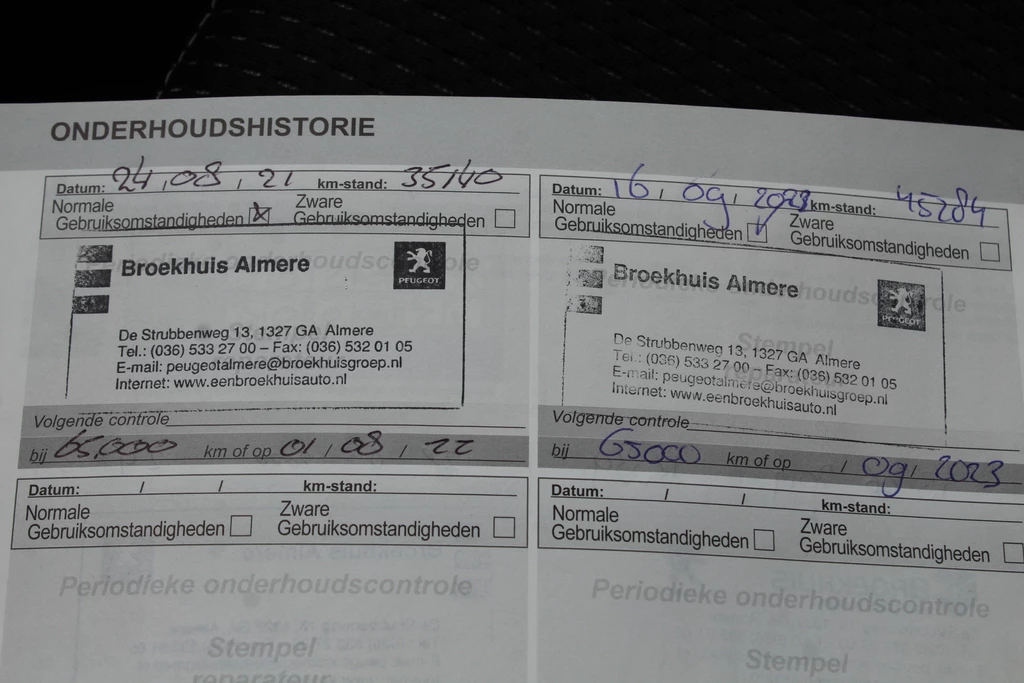 ONDERHOUDSHISTORIE
Datum: 24, 08, 21 km-stand: 35140
Normale Zware
Gebruiksomstandigheden Gebruiksomstandigheden
Broekhuis Almere
PEUGEOT
De Strubbenweg 13, 1327 GA Almere
Tel.: (036) 533 27 00 – Fax: (036) 532 01 05
E-mail: peugeotalmere@broekhuisgroep.nl
Internet: www.eenbroekhuisauto.nl
Volgende controle
bij 65,000 km of op 01 / 08 / 22
Datum: / / km-stand:
Normale Zware
Gebruiksomstandigheden Gebruiksomstandigheden
Periodieke onderhoudscontrole
Stempel
reparateur
Datum: 16, 09, 2023 km-stand: 45284
Normale Zware
Gebruiksomstandigheden Gebruiksomstandigheden
Periodieke onderhoudscontrole
Broekhuis Almere
PEUGEOT
Stempel
De Strubbenweg 13, 1327 GA Almere
Tel.: (036) 533 27 00 – Fax: (036) 532 01 05
E-mail: peugeotalmere@broekhuisgroep.nl
Internet: www.eenbroekhuisauto.nl
Volgende controle
bij 65000 km of op / 09, 2023
Datum: / / km-stand:
Normale Zware
Gebruiksomstandigheden Gebruiksomstandigheden
Periodieke onderhoudscontrole
Stempel